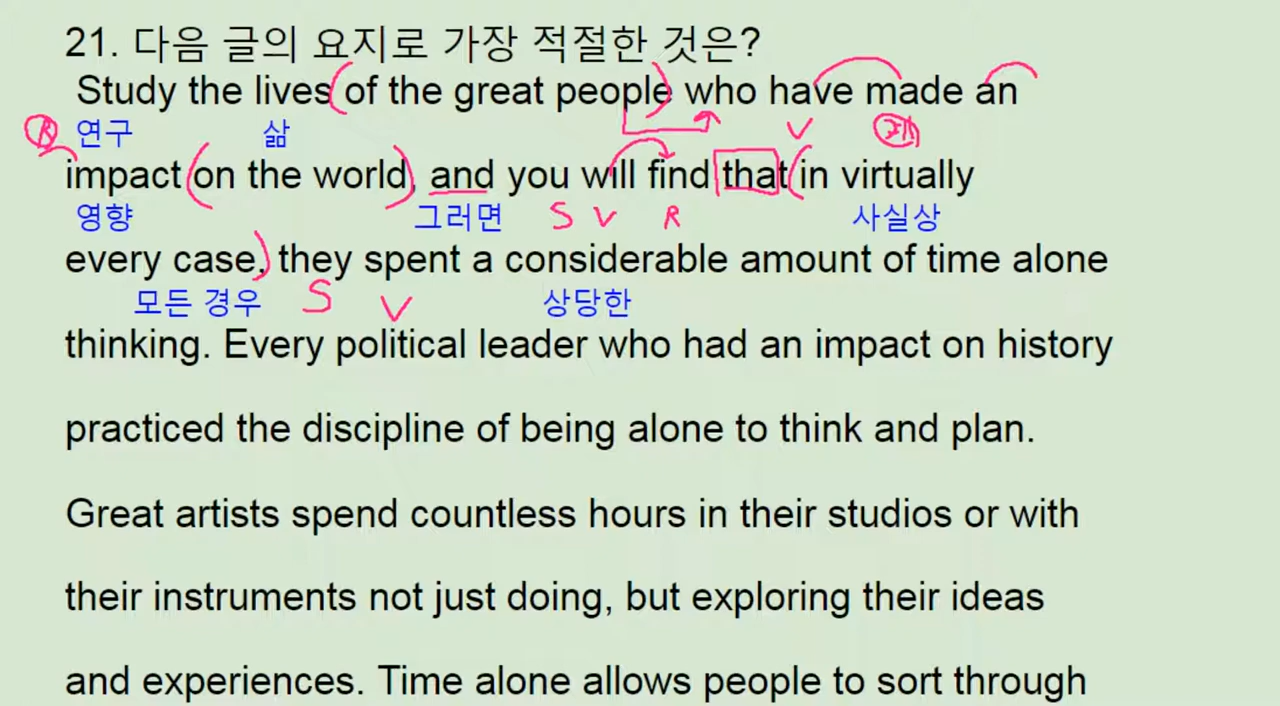 21. 다음 글의 요지로 가장 적절한 것은?
Study the lives (of the great people) who have made an
연구 삶 V
impact (on the world), and you will find that (in virtually
영향 그러면 S V R 사실상
every case,) they spent a considerable amount of time alone
모든 경우 S V 상당한
thinking. Every political leader who had an impact on history
practiced the discipline of being alone to think and plan.
Great artists spend countless hours in their studios or with
their instruments not just doing, but exploring their ideas
and experiences. Time alone allows people to sort through